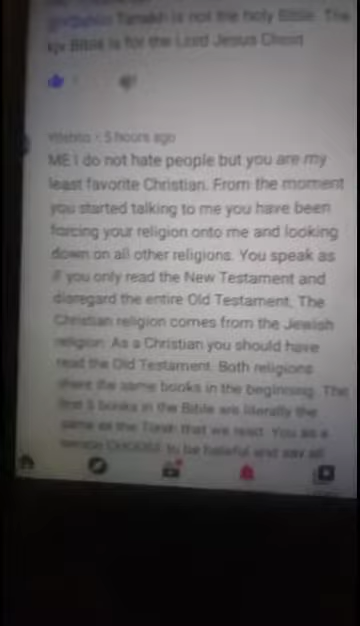 Tanakh is not the holy Bible. The
kjv Bible is for the Lord Jesus Christ
5 hours ago
ME I do not hate people but you are my
least favorite Christian. From the moment
you started talking to me you have been
forcing your religion onto me and looking
down on all other religions. You speak as
if you only read the New Testament and
disregard the entire Old Testament. The
Christian religion comes from the Jewish
religion. As a Christian you should have
read the Old Testament. Both religions
share the same books in the beginning. The
first 5 books in the Bible are literally the
same as the Torah that we read. You as a
person CHOOSE to be hateful and say all